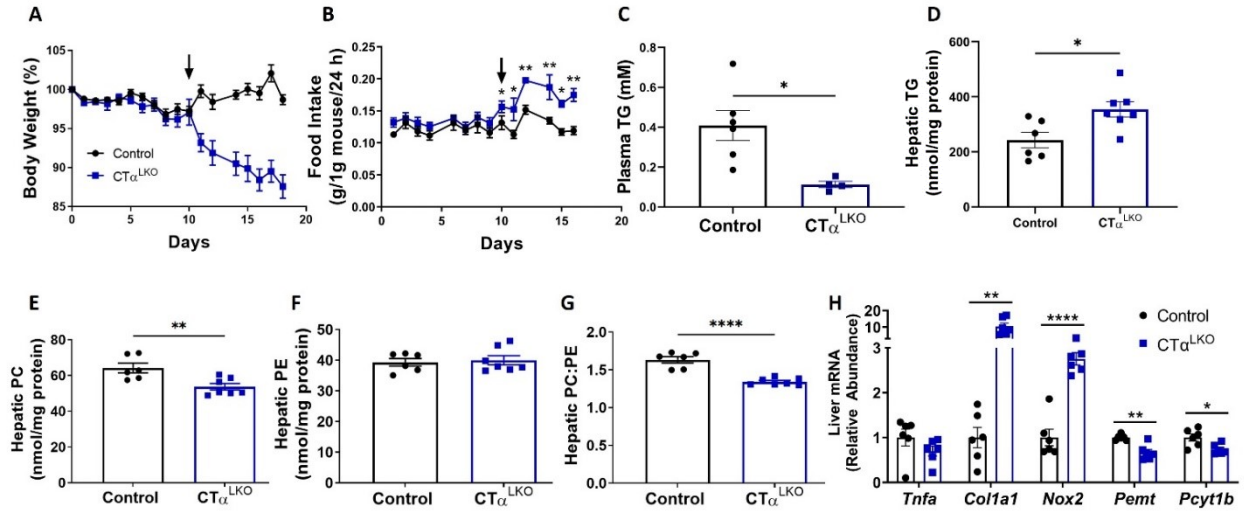 A
Body Weight (%)
105
100
95
90
85
0
5
10
15
20
Days
Control
CTα^LKO
B
Food Intake
(g/1g mouse/24 h)
0.25
0.20
0.15
0.10
0.05
0.00
0
5
10
15
20
Days
*
*
**
**
*
**
C
Plasma TG (mM)
0.8
0.6
0.4
0.2
0.0
*
Control
CTα^LKO
D
Hepatic TG
(nmol/mg protein)
600
400
200
0
*
Control
CTα^LKO
E
Hepatic PC
(nmol/mg protein)
80
60
40
20
0
**
Control
CTα^LKO
F
Hepatic PE
(nmol/mg protein)
50
40
30
20
10
0
Control
CTα^LKO
G
Hepatic PC:PE
2.0
1.5
1.0
0.5
0.0
****
Control
CTα^LKO
H
Liver mRNA
(Relative Abundance)
20
10
3
2
1
0
**
****
**
*
Control
CTα^LKO
Tnfa
Col1a1
Nox2
Pemt
Pcyt1b